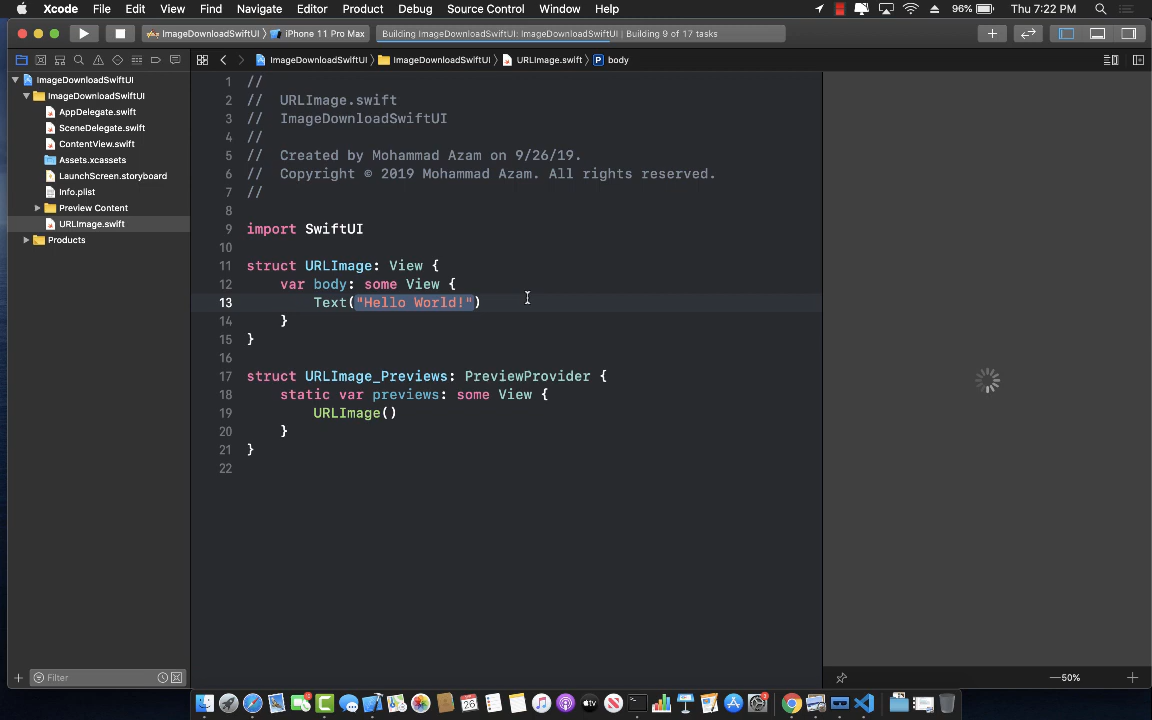 Xcode File Edit View Find Navigate Editor Product Debug Source Control Window Help 96% Thu 7:22 PM
ImageDownloadSwiftUI iPhone 11 Pro Max Building ImageDownloadSwiftUI: ImageDownloadSwiftUI | Building 9 of 17 tasks
ImageDownloadSwiftUI ImageDownloadSwiftUI URLImage.swift P body
ImageDownloadSwiftUI
ImageDownloadSwiftUI
AppDelegate.swift
SceneDelegate.swift
ContentView.swift
Assets.xcassets
LaunchScreen.storyboard
Info.plist
Preview Content
URLImage.swift
Products
1 //
2 // URLImage.swift
3 // ImageDownloadSwiftUI
4 //
5 // Created by Mohammad Azam on 9/26/19.
6 // Copyright © 2019 Mohammad Azam. All rights reserved.
7 //
8
9 import SwiftUI
10
11 struct URLImage: View {
12 var body: some View {
13 Text("Hello World!")
14 }
15 }
16
17 struct URLImage_Previews: PreviewProvider {
18 static var previews: some View {
19 URLImage()
20 }
21 }
22
Filter
50%